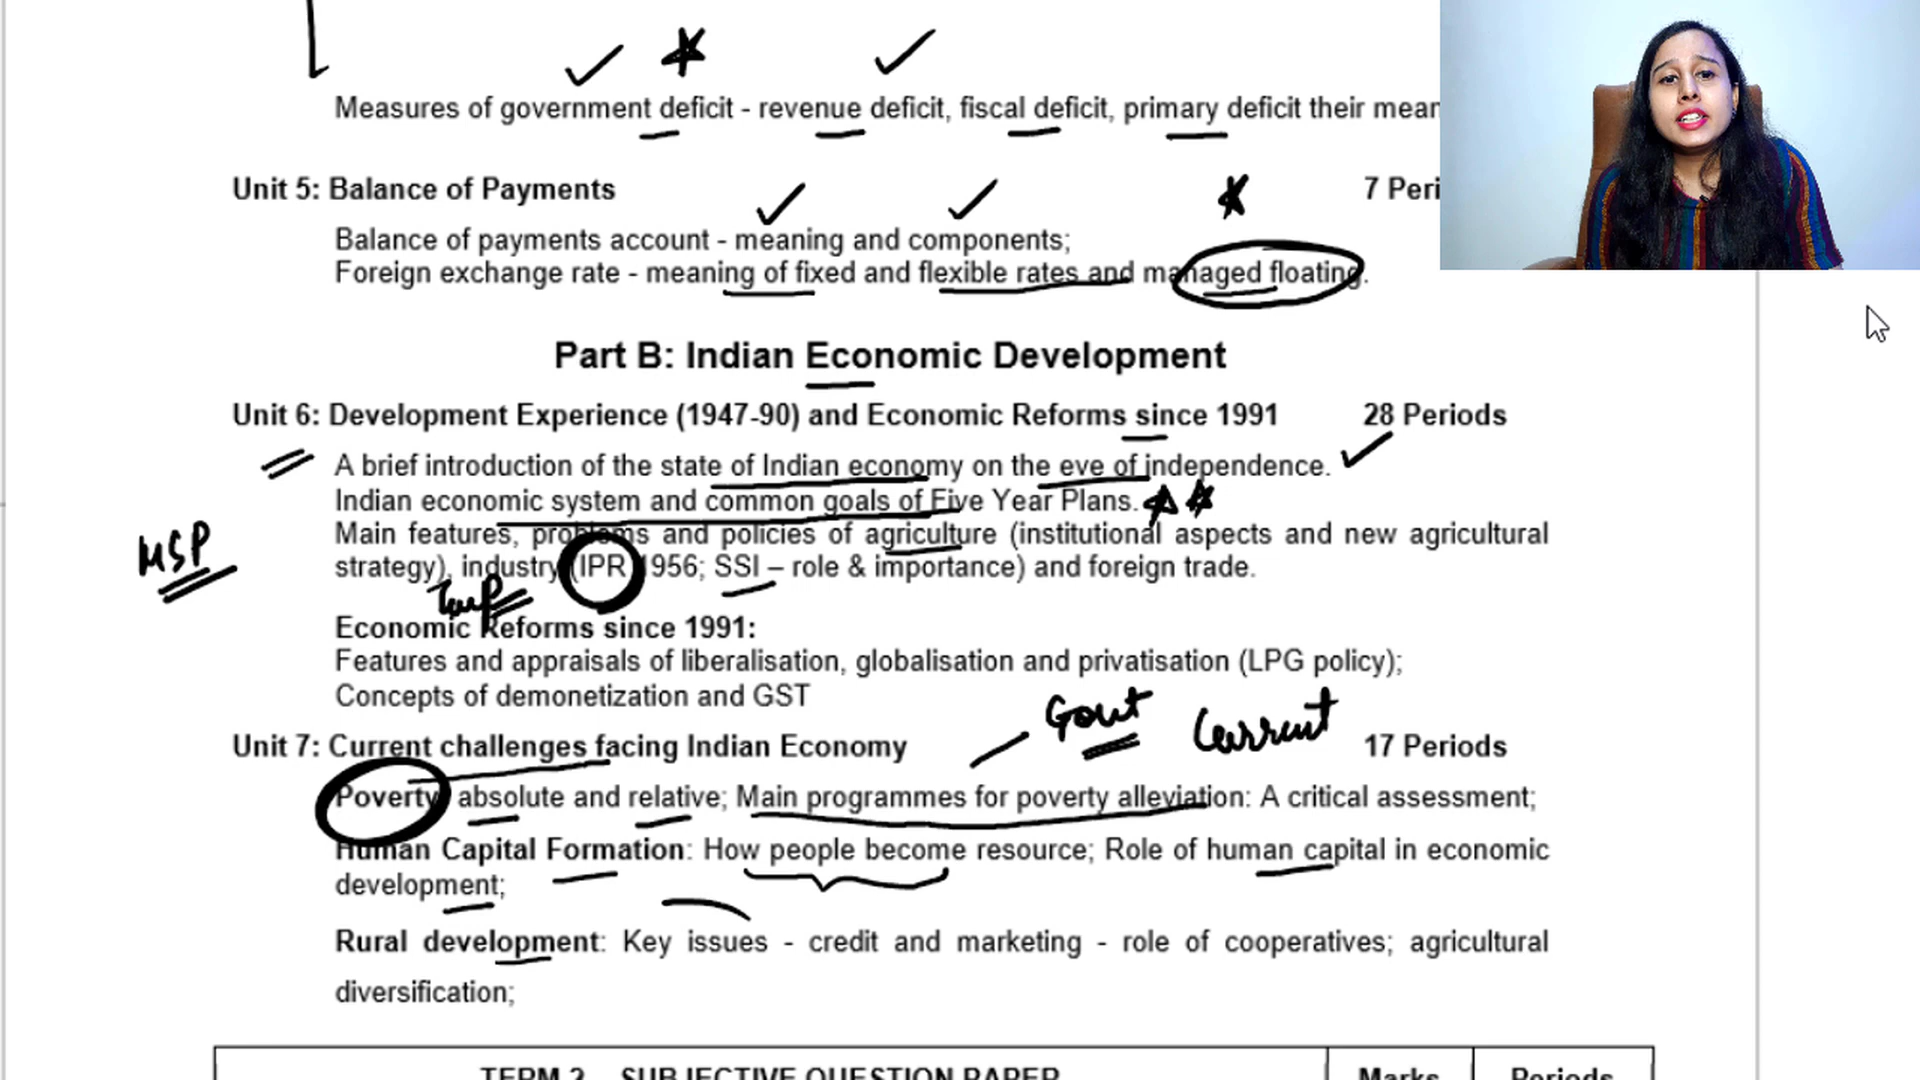 Measures of government deficit - revenue deficit, fiscal deficit, primary deficit their mean
Unit 5: Balance of Payments 7 Peri
Balance of payments account - meaning and components;
Foreign exchange rate - meaning of fixed and flexible rates and managed floating.
Part B: Indian Economic Development
Unit 6: Development Experience (1947-90) and Economic Reforms since 1991 28 Periods
A brief introduction of the state of Indian economy on the eve of independence.
Indian economic system and common goals of Five Year Plans.
Main features, problems and policies of agriculture (institutional aspects and new agricultural
MSP
strategy), industry (IPR 1956; SSI – role & importance) and foreign trade.
Economic Reforms since 1991:
Features and appraisals of liberalisation, globalisation and privatisation (LPG policy);
Concepts of demonetization and GST
Govt Current
Unit 7: Current challenges facing Indian Economy 17 Periods
Poverty absolute and relative; Main programmes for poverty alleviation: A critical assessment;
Human Capital Formation: How people become resource; Role of human capital in economic
development;
Rural development: Key issues - credit and marketing - role of cooperatives; agricultural
diversification;
TERM 2 SUBJECTIVE QUESTION PAPER Marks Periods